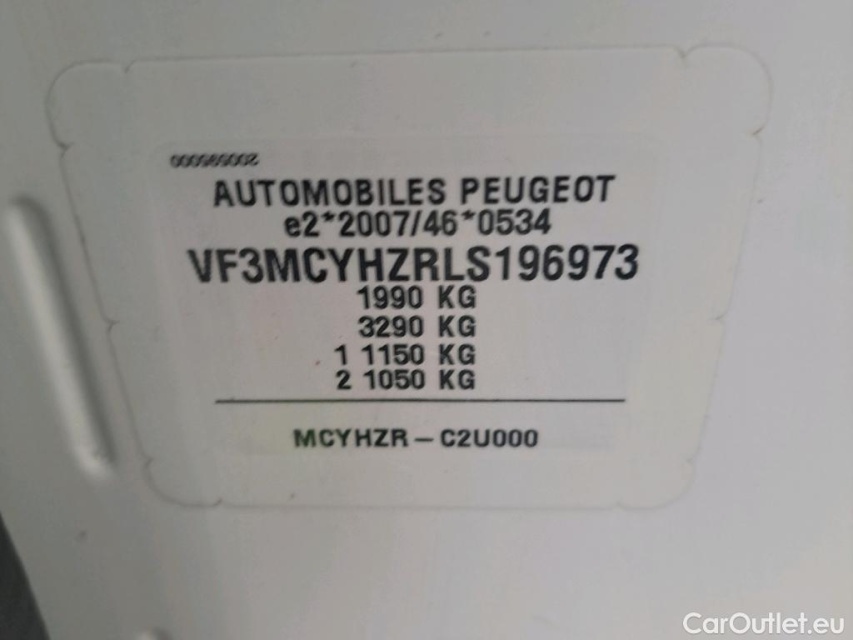 AUTOMOBILES PEUGEOT
e2*2007/46*0534
VF3MCYHZRLS196973
1990 KG
3290 KG
1 1150 KG
2 1050 KG
MCYHZR – C2U000
CarOutlet.eu